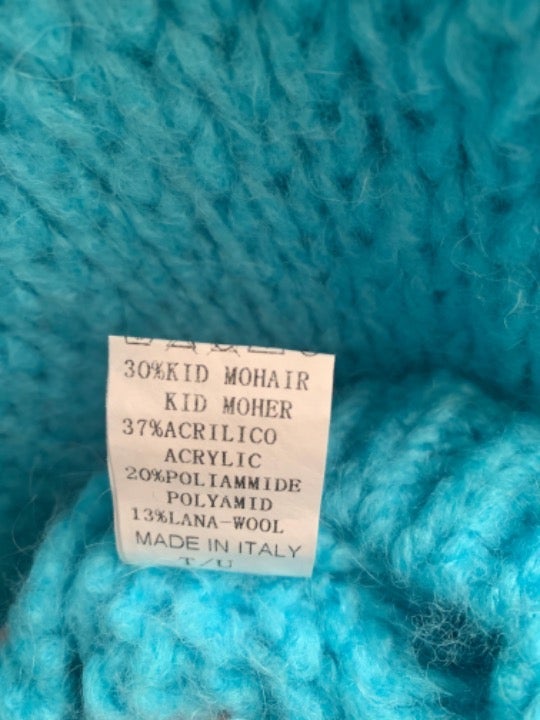 30%KID MOHAIR
KID MOHER
37%ACRILICO
ACRYLIC
20%POLIAMMIDE
POLYAMID
13%LANA-WOOL
MADE IN ITALY
T/U